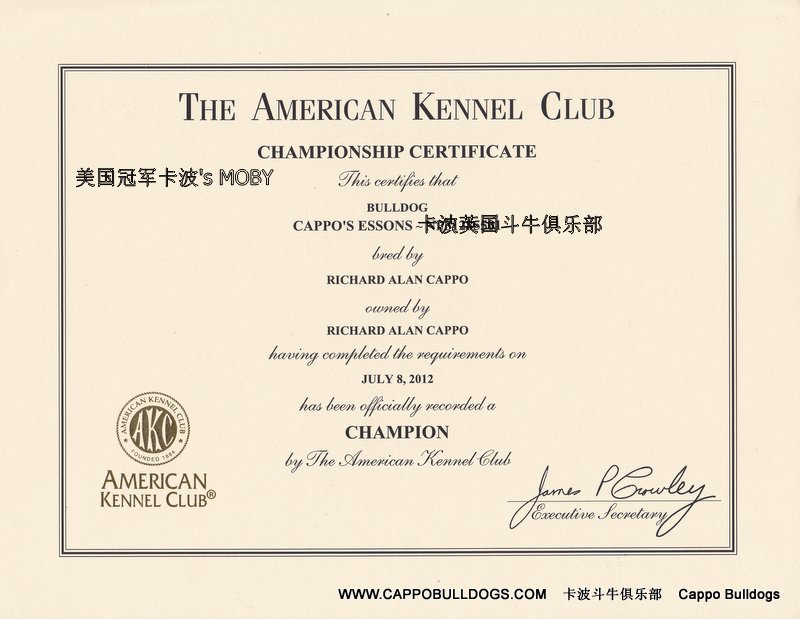 THE AMERICAN KENNEL CLUB
CHAMPIONSHIP CERTIFICATE
美国冠军卡波's MOBY
This certifies that
BULLDOG
CAPPO'S ESSONS
卡波英国斗牛俱乐部
bred by
RICHARD ALAN CAPPO
owned by
RICHARD ALAN CAPPO
having completed the requirements on
JULY 8, 2012
has been officially recorded a
CHAMPION
by The American Kennel Club
AMERICAN KENNEL CLUB
AKC
FOUNDED 1884
AMERICAN
KENNEL CLUB®
James P Crowley
Executive Secretary
WWW.CAPPOBULLDOGS.COM 卡波斗牛俱乐部 Cappo Bulldogs